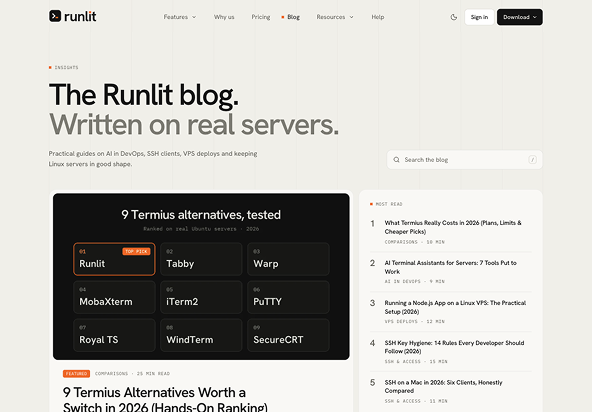 runlit
Features
Why us
Pricing
Blog
Resources
Help
Sign in
Download
INSIGHTS
The Runlit blog.
Written on real servers.
Practical guides on AI in DevOps, SSH clients, VPS deploys and keeping
Linux servers in good shape.
Search the blog
/
9 Termius alternatives, tested
Ranked on real Ubuntu servers · 2026
01
TOP PICK
Runlit
02
Tabby
03
Warp
04
MobaXterm
05
iTerm2
06
PuTTY
07
Royal TS
08
WindTerm
09
SecureCRT
FEATURED
COMPARISONS · 25 MIN READ
9 Termius Alternatives Worth a
Switch in 2026 (Hands-On Ranking)
MOST READ
1
What Termius Really Costs in 2026 (Plans, Limits &
Cheaper Picks)
COMPARISONS · 10 MIN
2
AI Terminal Assistants for Servers: 7 Tools Put to
Work
AI IN DEVOPS · 9 MIN
3
Running a Node.js App on a Linux VPS: The Practical
Setup (2026)
VPS DEPLOYS · 12 MIN
4
SSH Key Hygiene: 14 Rules Every Developer Should
Follow (2026)
SSH & ACCESS · 15 MIN
5
SSH on a Mac in 2026: Six Clients, Honestly
Compared
SSH & ACCESS · 11 MIN